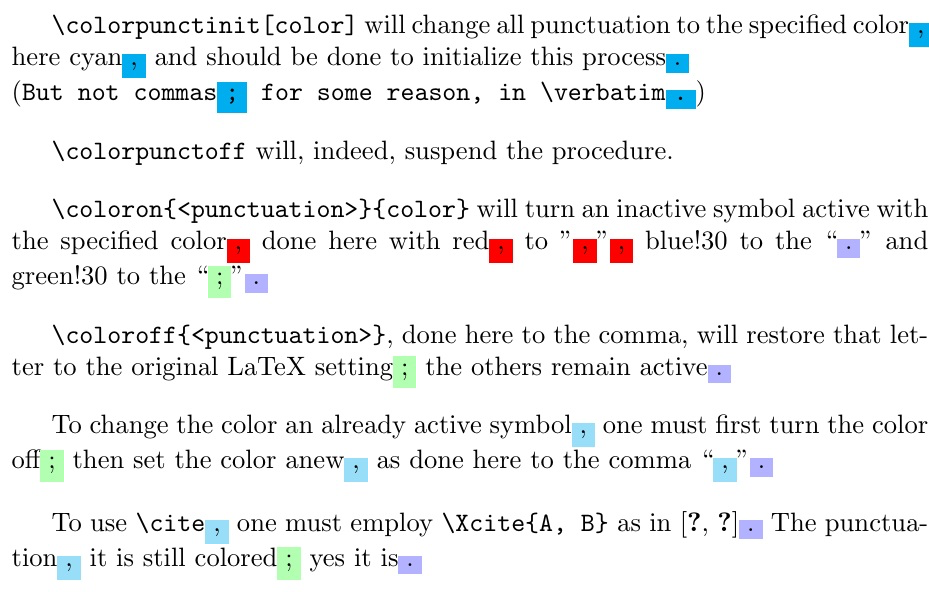 \colorpunctinit[color] will change all punctuation to the specified color,
here cyan, and should be done to initialize this process.
(But not commas; for some reason, in \verbatim.)
\colorpunctoff will, indeed, suspend the procedure.
\coloron{<punctuation>}{color} will turn an inactive symbol active with
the specified color, done here with red, to ”,”, blue!30 to the “.” and
green!30 to the “;”.
\coloroff{<punctuation>}, done here to the comma, will restore that let-
ter to the original LaTeX setting; the others remain active.
To change the color an already active symbol, one must first turn the color
off; then set the color anew, as done here to the comma “,”.
To use \cite, one must employ \Xcite{A, B} as in [?, ?]. The punctua-
tion, it is still colored; yes it is.